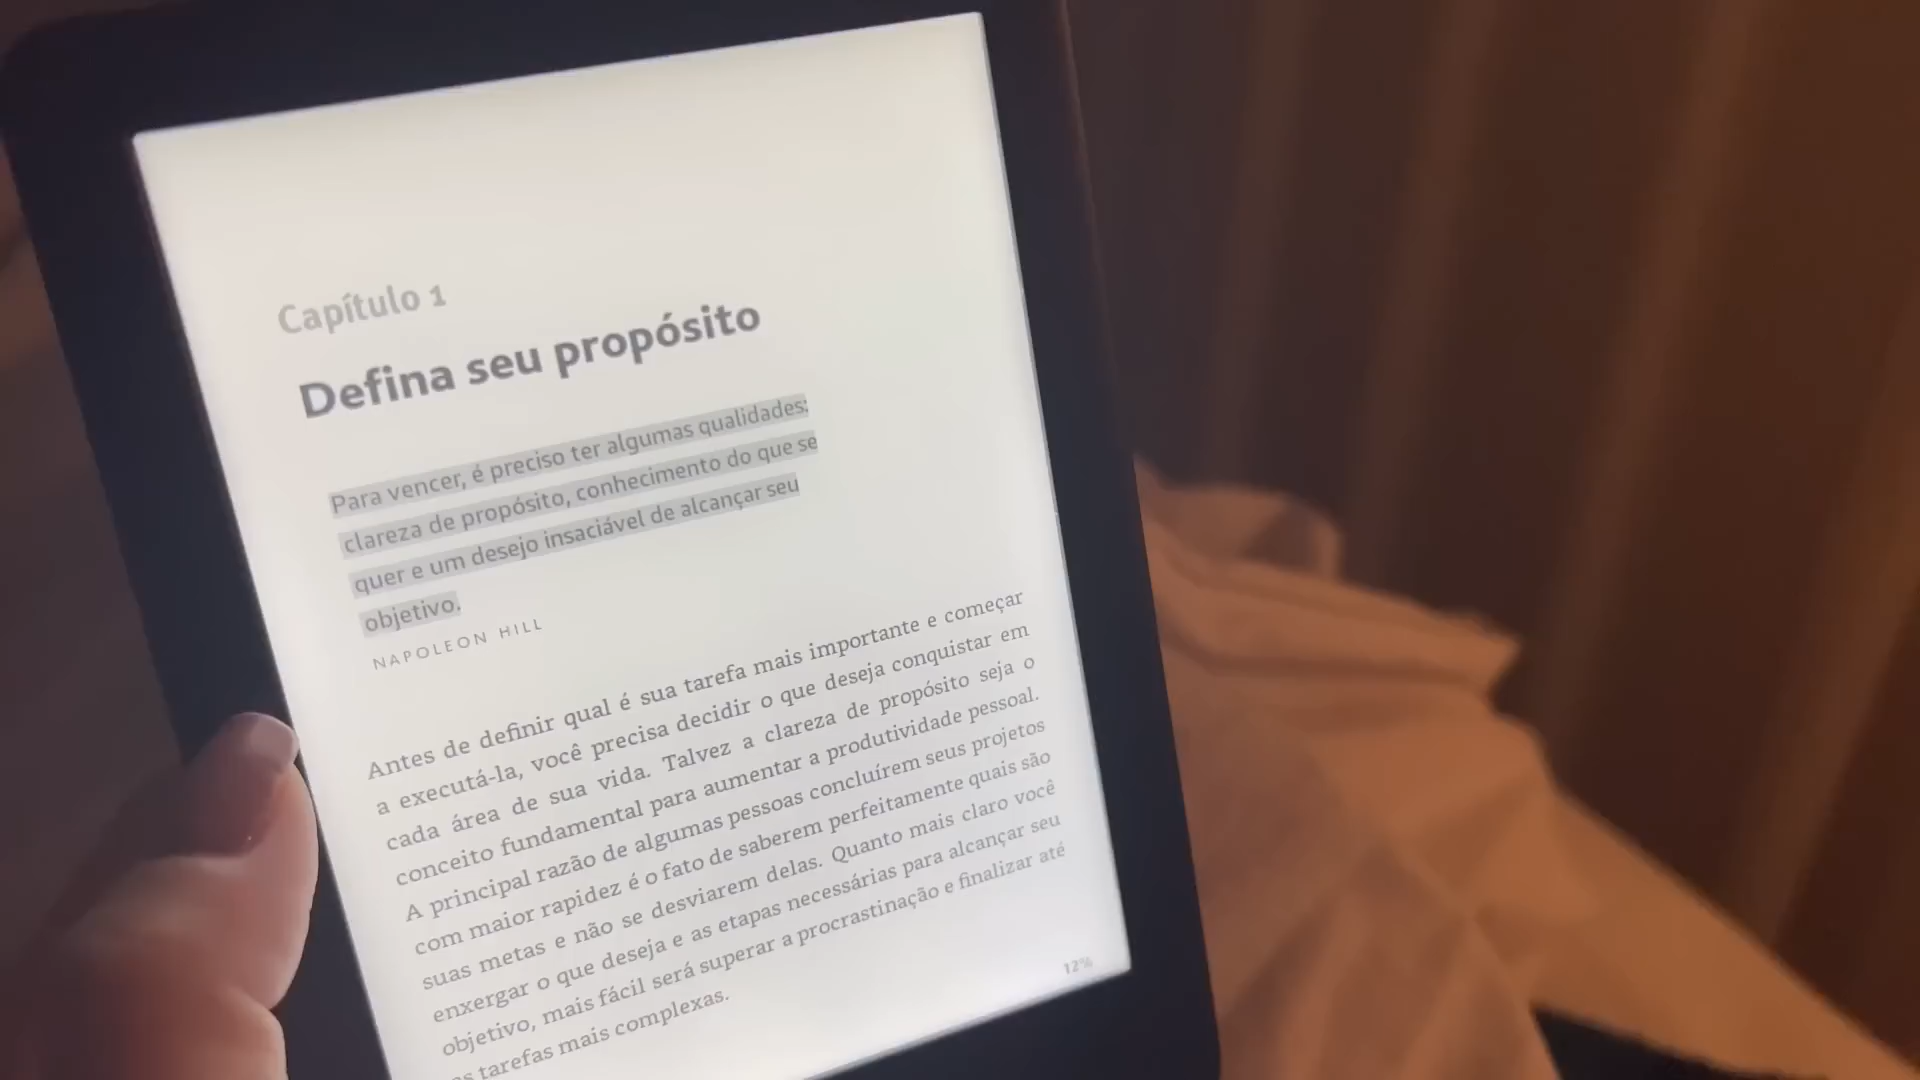 Capítulo 1
Defina seu propósito
Para vencer, é preciso ter algumas qualidades:
clareza de propósito, conhecimento do que se
quer e um desejo insaciável de alcançar seu
objetivo.
NAPOLEON HILL
Antes de definir qual é sua tarefa mais importante e começar
a executá-la, você precisa decidir o que deseja conquistar em
cada área de sua vida. Talvez a clareza de propósito seja o
conceito fundamental para aumentar a produtividade pessoal.
A principal razão de algumas pessoas concluírem seus projetos
com maior rapidez é o fato de saberem perfeitamente quais são
suas metas e não se desviarem delas. Quanto mais claro você
enxergar o que deseja e as etapas necessárias para alcançar seu
objetivo, mais fácil será superar a procrastinação e finalizar até
as tarefas mais complexas.
12%